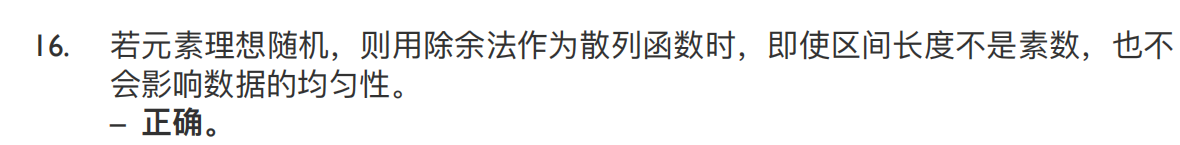 16. 若元素理想随机，则用除余法作为散列函数时，即使区间长度不是素数，也不
会影响数据的均匀性。
– 正确。